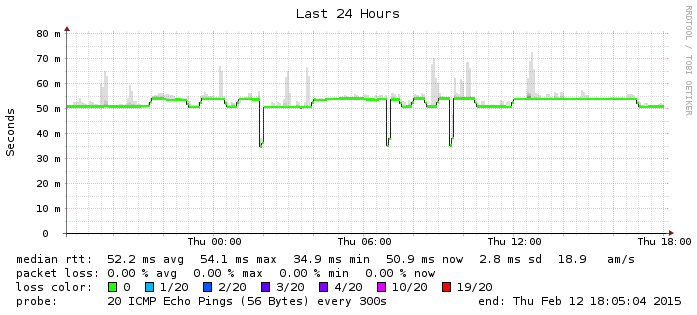 Last 24 Hours
RRDTOOL / TOBI OETIKER
Seconds
80 m
70 m
60 m
50 m
40 m
30 m
20 m
10 m
0
Thu 00:00 Thu 06:00 Thu 12:00 Thu 18:00
median rtt: 52.2 ms avg 54.1 ms max 34.9 ms min 50.9 ms now 2.8 ms sd 18.9 am/s
packet loss: 0.00 % avg 0.00 % max 0.00 % min 0.00 % now
loss color: 0 1/20 2/20 3/20 4/20 10/20 19/20
probe: 20 ICMP Echo Pings (56 Bytes) every 300s end: Thu Feb 12 18:05:04 2015